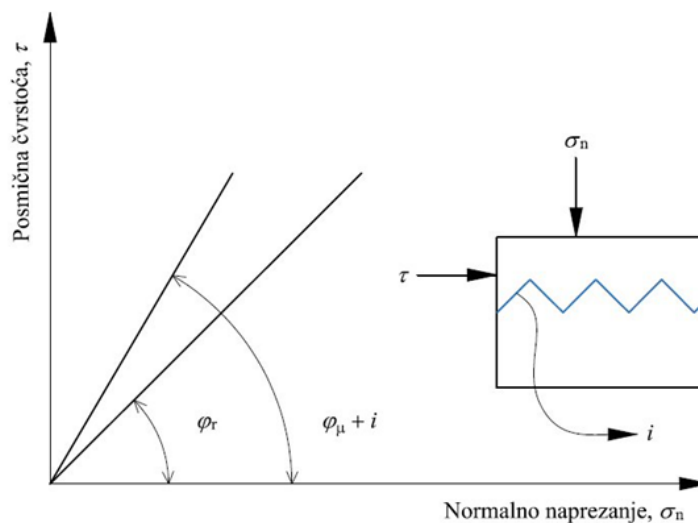 Posmična čvrstoća, τ
σn
τ
φr
φμ + i
i
Normalno naprezanje, σn